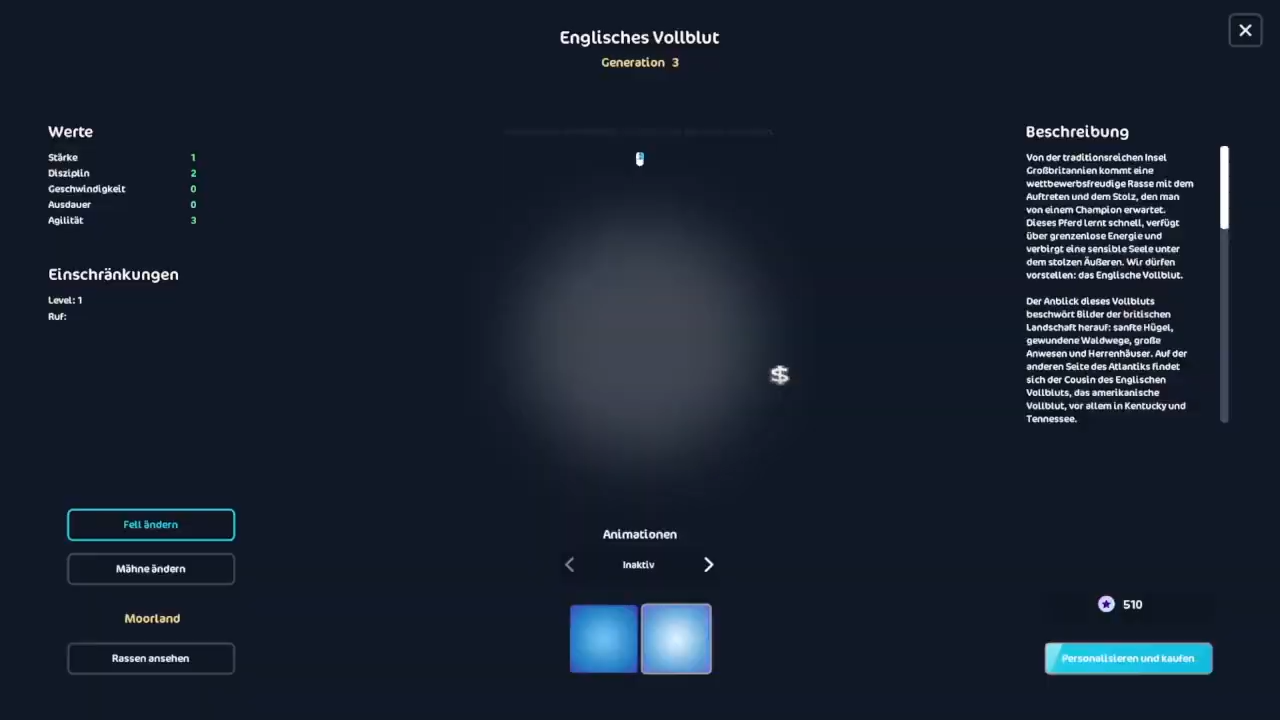 Englisches Vollblut
Generation 3
Werte
Stärke 1
Disziplin 2
Geschwindigkeit 0
Ausdauer 0
Agilität 3
Einschränkungen
Level: 1
Ruf:
Fell ändern
Mähne ändern
Moorland
Rassen ansehen
$
Animationen
Inaktiv
Beschreibung
Von der traditionsreichen Insel
Großbritannien kommt eine
wettbewerbsfreudige Rasse mit dem
Auftreten und dem Stolz, den man
von einem Champion erwartet.
Dieses Pferd lernt schnell, verfügt
über grenzenlose Energie und
verbirgt eine sensible Seele unter
dem stolzen Äußeren. Wir dürfen
vorstellen: das Englische Vollblut.
Der Anblick dieses Vollbluts
beschwört Bilder der britischen
Landschaft herauf: sanfte Hügel,
gewundene Waldwege, große
Anwesen und Herrenhäuser. Auf der
anderen Seite des Atlantiks findet
sich der Cousin des Englischen
Vollbluts, das amerikanische
Vollblut, vor allem in Kentucky und
Tennessee.
510
Personalisieren und kaufen